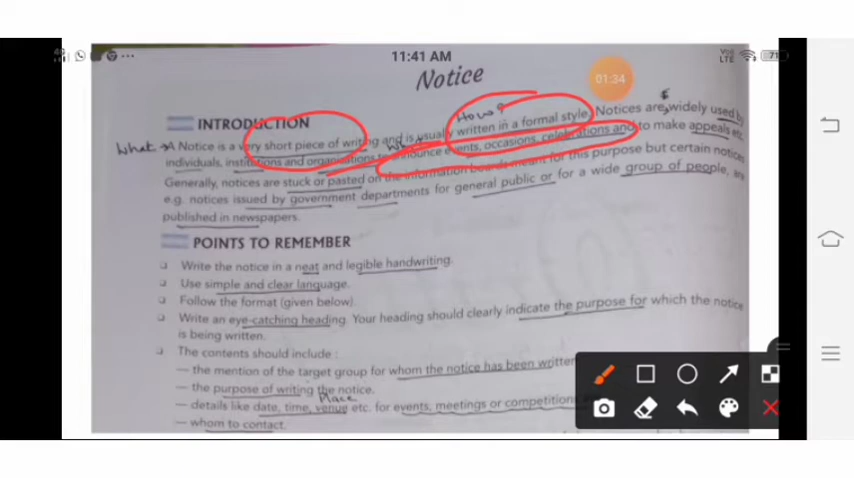 11:41 AM
Vo)
LTE
71
01:34
Notice
INTRODUCTION
How?
What → A Notice is a very short piece of writing and is usually written in a formal style. Notices are, widely used by
individuals, institutions and organisations to announce events, occasions, celebrations and to make appeals etc.
Generally, notices are stuck or pasted on the information boards meant for this purpose but certain notices
e.g. notices issued by government departments for general public or for a wide group of people, are
published in newspapers.
POINTS TO REMEMBER
Write the notice in a neat and legible handwriting.
Use simple and clear language.
Follow the format (given below).
Write an eye-catching heading. Your heading should clearly indicate the purpose for which the notice
is being written.
The contents should include :
– the mention of the target group for whom the notice has been written
– the purpose of writing the notice.
Place
– details like date, time, venue etc. for events, meetings or competitions
– whom to contact.